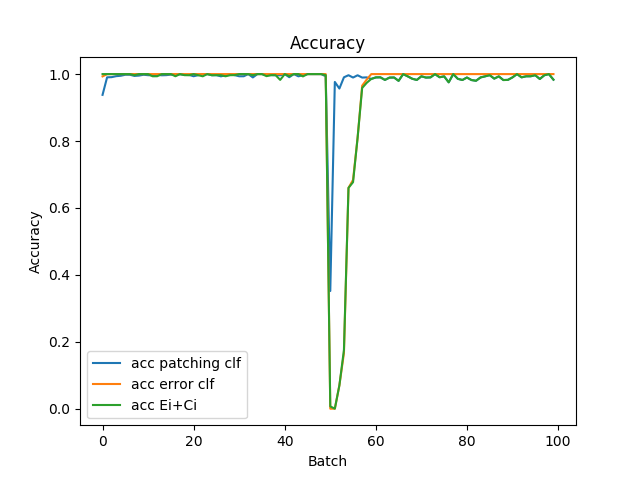 Accuracy
1.0
0.8
0.6
0.4
0.2
0.0
Accuracy
acc patching clf
acc error clf
acc Ei+Ci
0 20 40 60 80 100
Batch